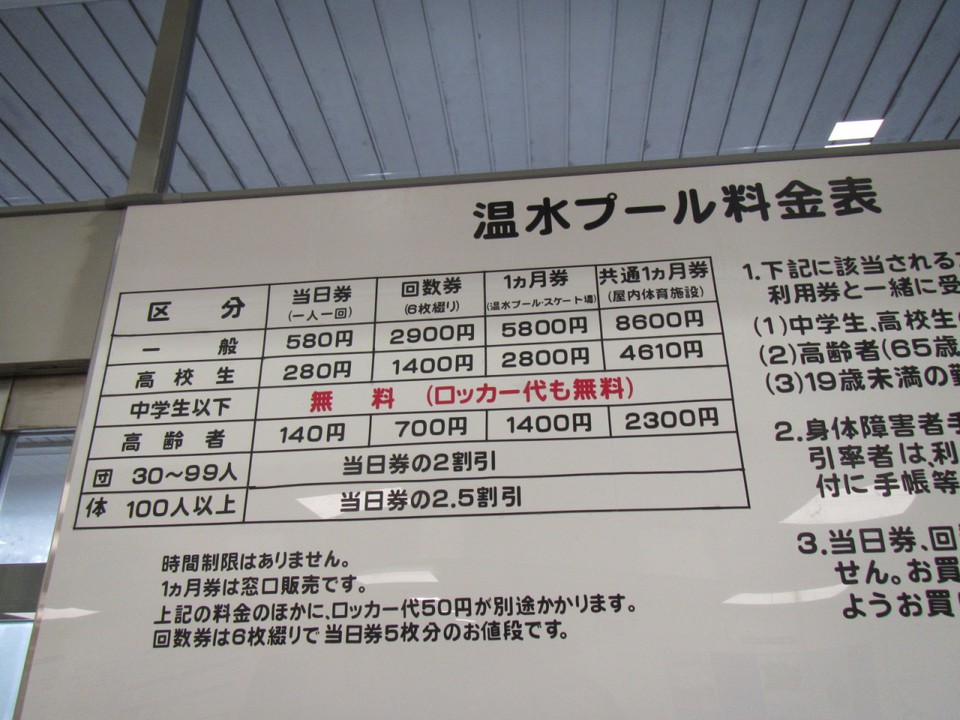 温水プール料金表
区 分 当日券 (一人一回) 回数券 (6枚綴り) 1ヵ月券 (温水プール・スケート場) 共通1ヵ月券 (屋内体育施設)
一 般 580円 2900円 5800円 8600円
高 校 生 280円 1400円 2800円 4610円
中学生以下 無 料 (ロッカー代も無料)
高 齢 者 140円 700円 1400円 2300円
団 30〜99人 当日券の2割引
体 100人以上 当日券の2.5割引
時間制限はありません。
1ヵ月券は窓口販売です。
上記の料金のほかに、ロッカー代50円が別途かかります。
回数券は6枚綴りで当日券5枚分のお値段です。
1.下記に該当される
利用券と一緒に受
(1)中学生、高校生
(2)高齢者(65歳
(3)19歳未満の
2.身体障害者手
引率者は、利
付に手帳等
3.当日券、回
せん。お買
ようお買